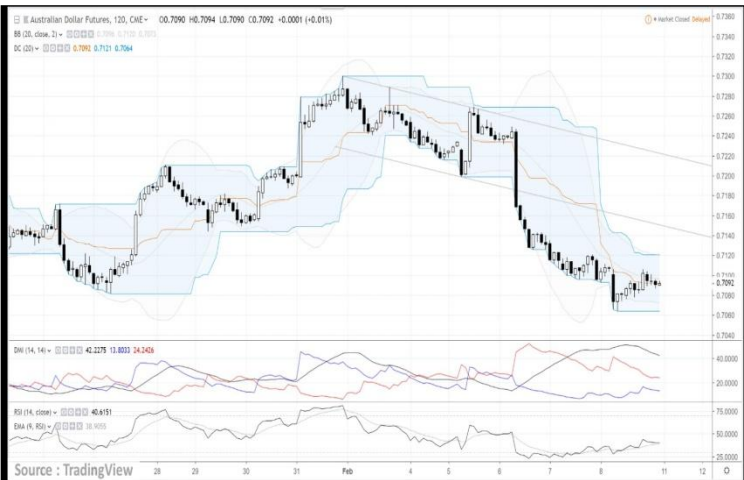 Australian Dollar Futures, 120, CME O0.7090 H0.7094 L0.7090 C0.7092 +0.0001 (+0.01%)
Market Closed Delayed
BB (20, close, 2)
DC (20) 0.7092 0.7121 0.7064
0.7360
0.7320
0.7300
0.7280
0.7260
0.7240
0.7220
0.7200
0.7180
0.7160
0.7140
0.7120
0.7100
0.7092
0.7080
0.7060
0.7040
DMI (14, 14) 42.2275 13.8033 24.2426
40.0000
20.0000
RSI (14, close) 40.6151
EMA (9, RSI) 38.9055
75.0000
50.0000
25.0000
Source : TradingView
28 29 30 31 Feb 4 5 6 7 8 11 12